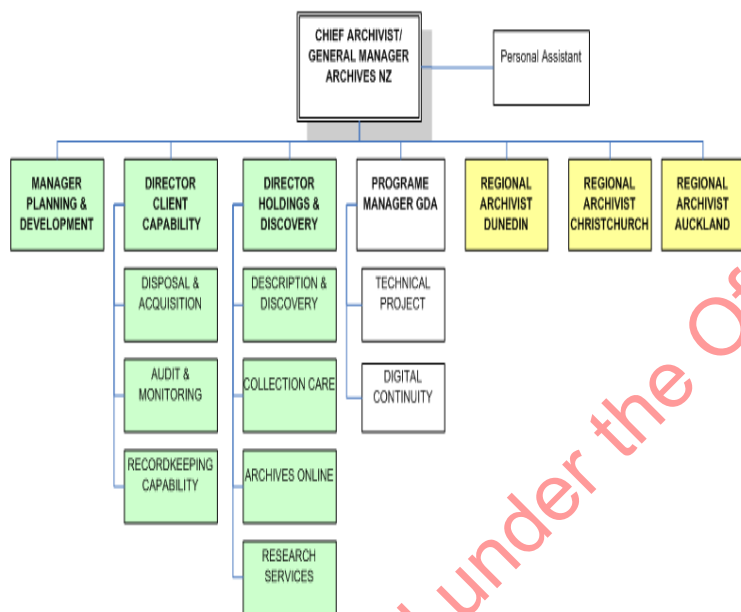 CHIEF ARCHIVIST/
GENERAL MANAGER
ARCHIVES NZ
Personal Assistant
MANAGER
PLANNING &
DEVELOPMENT
DIRECTOR
CLIENT
CAPABILITY
DIRECTOR
HOLDINGS &
DISCOVERY
PROGRAME
MANAGER GDA
REGIONAL
ARCHIVIST
DUNEDIN
REGIONAL
ARCHIVIST
CHRISTCHURCH
REGIONAL
ARCHIVIST
AUCKLAND
DISPOSAL &
ACQUISITION
DESCRIPTION &
DISCOVERY
TECHNICAL
PROJECT
AUDIT &
MONITORING
COLLECTION CARE
DIGITAL
CONTINUITY
RECORDKEEPING
CAPABILITY
ARCHIVES ONLINE
RESEARCH
SERVICES
under the Of